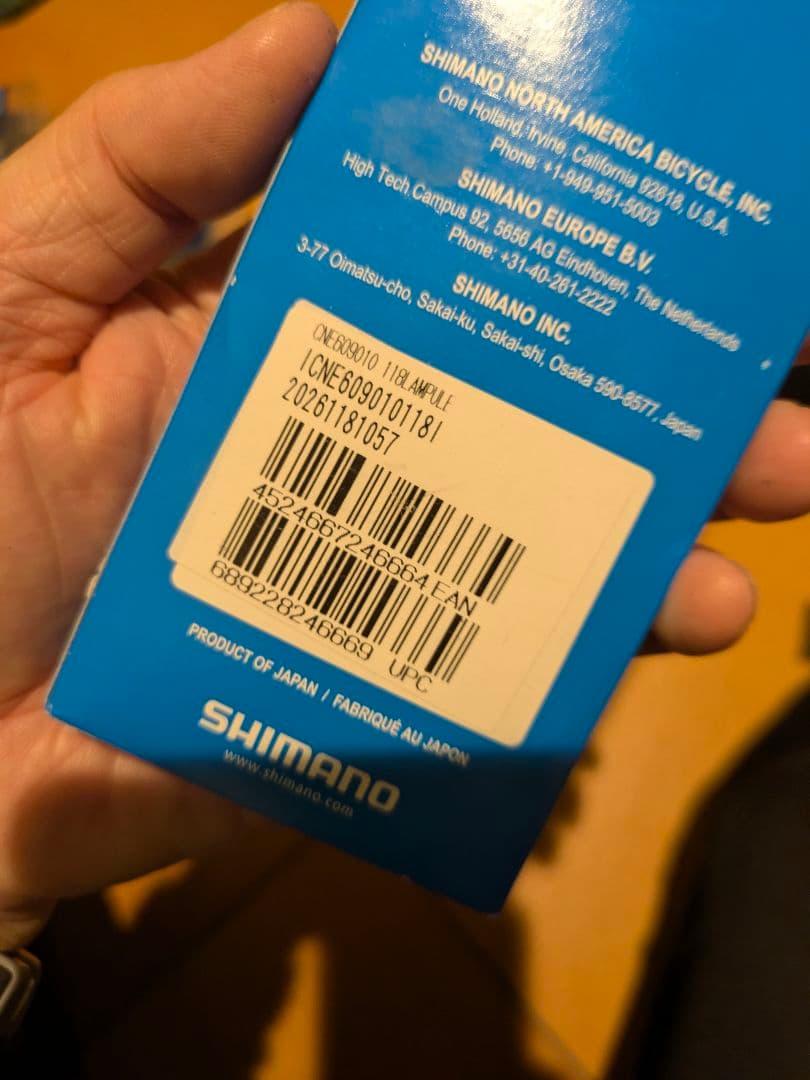 SHIMANO NORTH AMERICA BICYCLE, INC.
One Holland, Irvine, California 92618, U.S.A.
Phone: +1-949-951-5003
SHIMANO EUROPE B.V.
High Tech Campus 92, 5656 AG Eindhoven, The Netherlands
Phone: +31-40-261-2222
SHIMANO INC.
3-77 Oimatsu-cho, Sakai-ku, Sakai-shi, Osaka 590-8577, Japan
CNE609010 118LAMPULE
ICNE609010118I
20261181057
4524667246664 EAN
689228246669 UPC
PRODUCT OF JAPAN / FABRIQUÉ AU JAPON
SHIMANO
www.shimano.com